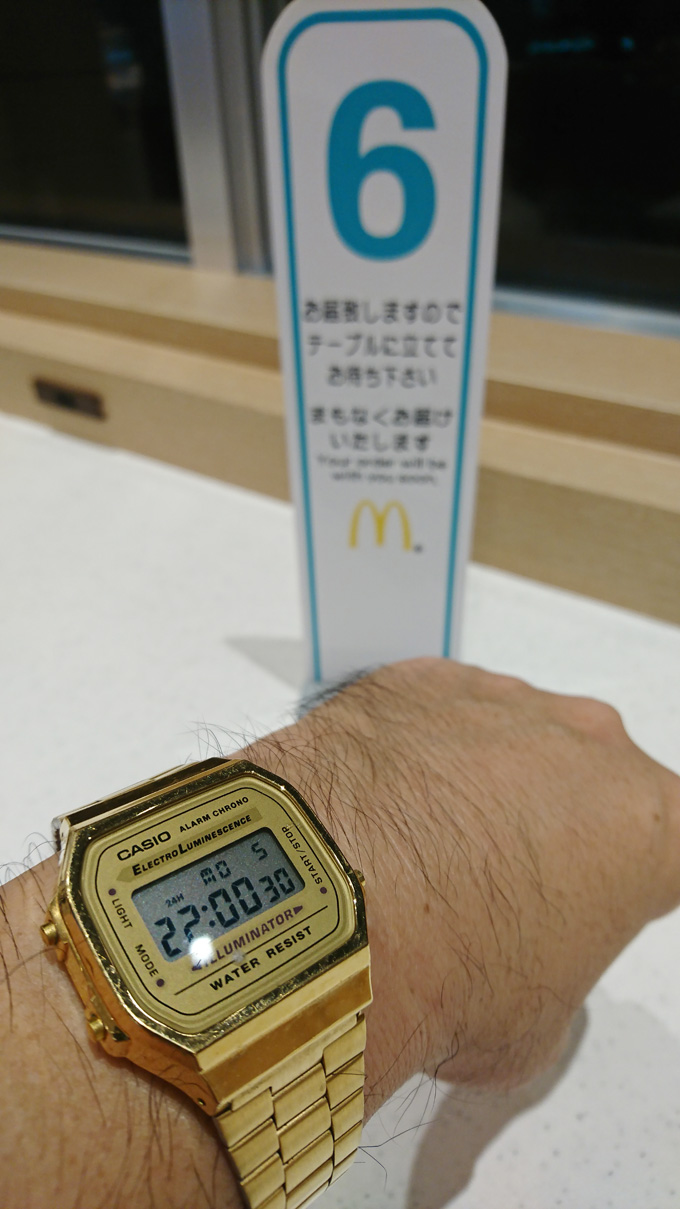 6
お届致しますので
テーブルに立てて
お待ち下さい
まもなくお届け
いたします
Your order will be
with you soon.
M
CASIO ALARM CHRONO
ELECTROLUMINESCENCE
START/STOP
MO 5
24H
22:00 30
LIGHT
MODE
ILLUMINATOR
WATER RESIST